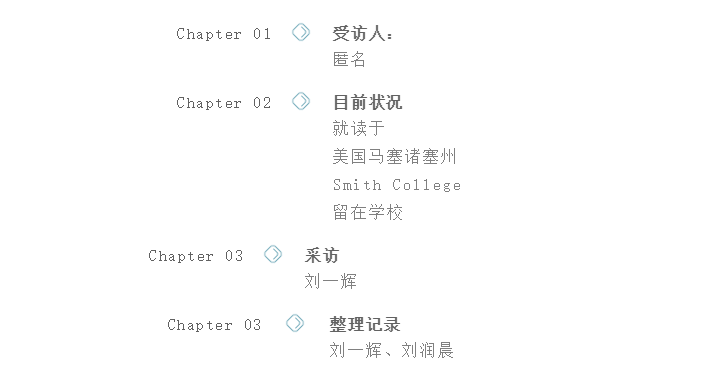 Chapter 01 受访人：
匿名
Chapter 02 目前状况
就读于
美国马塞诸塞州
Smith College
留在学校
Chapter 03 采访
刘一辉
Chapter 03 整理记录
刘一辉、刘润晨